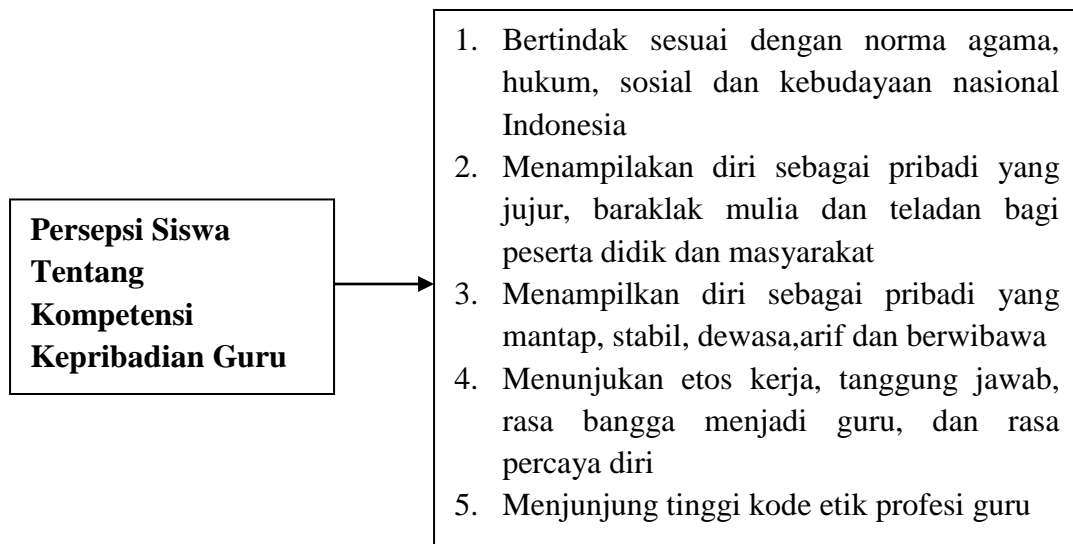 Persepsi Siswa
Tentang
Kompetensi
Kepribadian Guru
1. Bertindak sesuai dengan norma agama,
hukum, sosial dan kebudayaan nasional
Indonesia
2. Menampilakan diri sebagai pribadi yang
jujur, baraklak mulia dan teladan bagi
peserta didik dan masyarakat
3. Menampilkan diri sebagai pribadi yang
mantap, stabil, dewasa,arif dan berwibawa
4. Menunjukan etos kerja, tanggung jawab,
rasa bangga menjadi guru, dan rasa
percaya diri
5. Menjunjung tinggi kode etik profesi guru